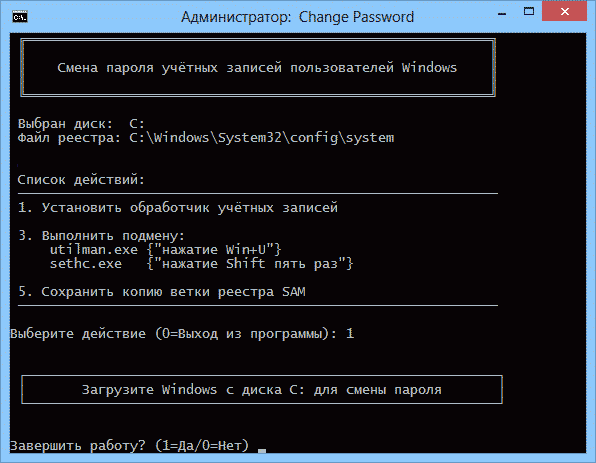 Администратор: Change Password
Смена пароля учётных записей пользователей Windows
Выбран диск: C:
Файл реестра: C:\Windows\System32\config\system
Список действий:
1. Установить обработчик учётных записей
3. Выполнить подмену:
utilman.exe {"нажатие Win+U"}
sethc.exe {"нажатие Shift пять раз"}
5. Сохранить копию ветки реестра SAM
Выберите действие (0=Выход из программы): 1
Загрузите Windows с диска C: для смены пароля
Завершить работу? (1=Да/0=Нет)